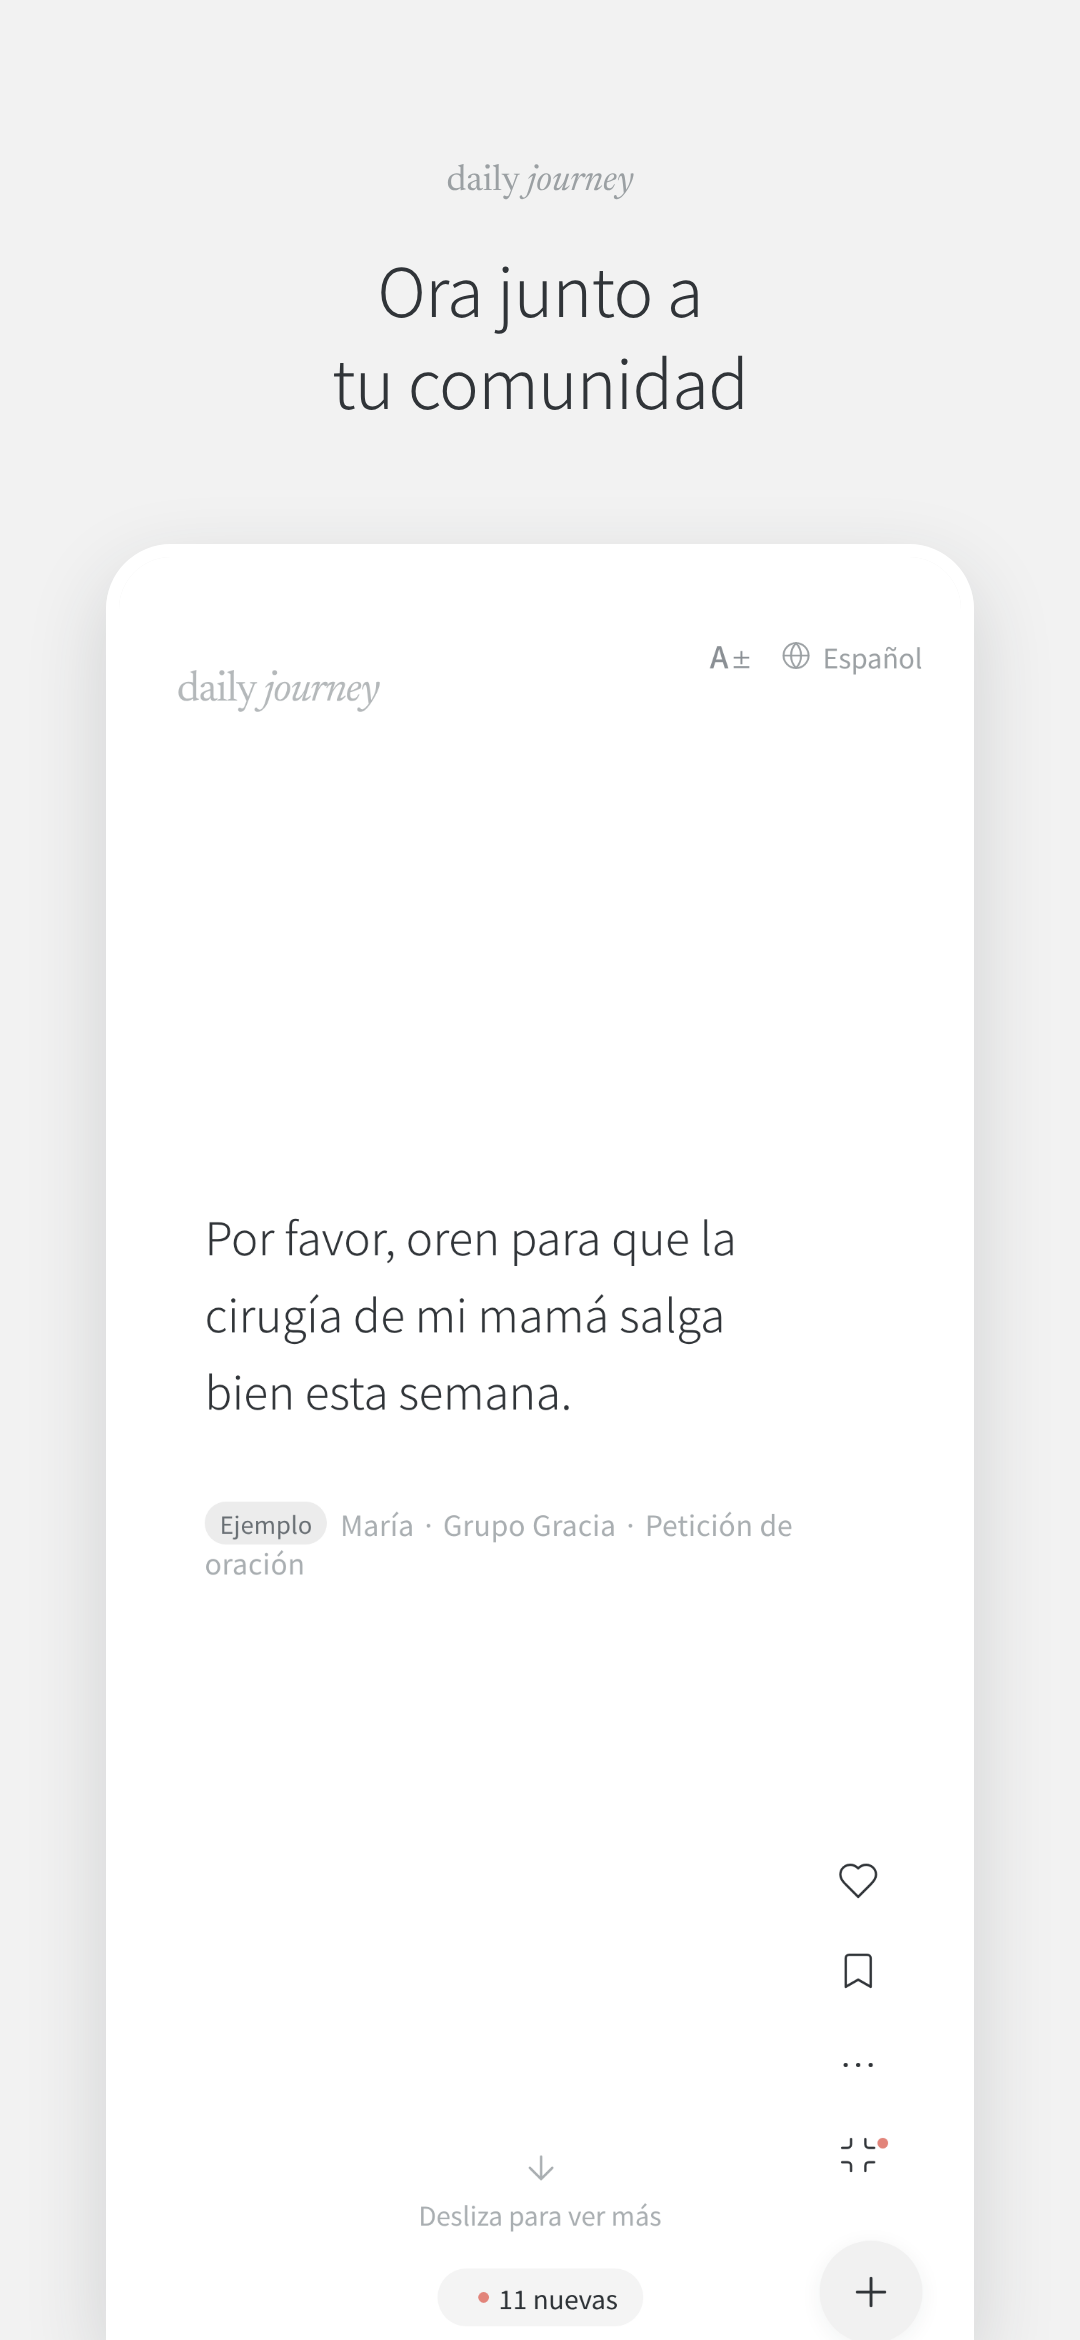 daily journey
Ora junto a
tu comunidad
A± Español
daily journey
Por favor, oren para que la
cirugía de mi mamá salga
bien esta semana.
Ejemplo María · Grupo Gracia · Petición de
oración
Desliza para ver más
11 nuevas